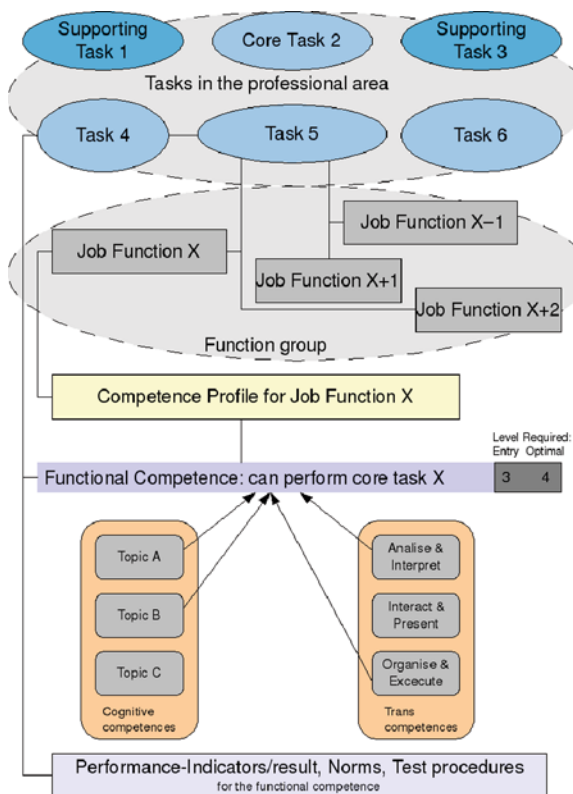 Supporting
Task 1
Core Task 2
Supporting
Task 3
Tasks in the professional area
Task 4
Task 5
Task 6
Job Function X–1
Job Function X
Job Function X+1
Job Function X+2
Function group
Competence Profile for Job Function X
Level Required:
Entry Optimal
Functional Competence: can perform core task X
3 4
Topic A
Topic B
Topic C
Cognitive
competences
Analise &
Interpret
Interact &
Present
Organise &
Excecute
Trans
competences
Performance-Indicators/result, Norms, Test procedures
for the functional competence